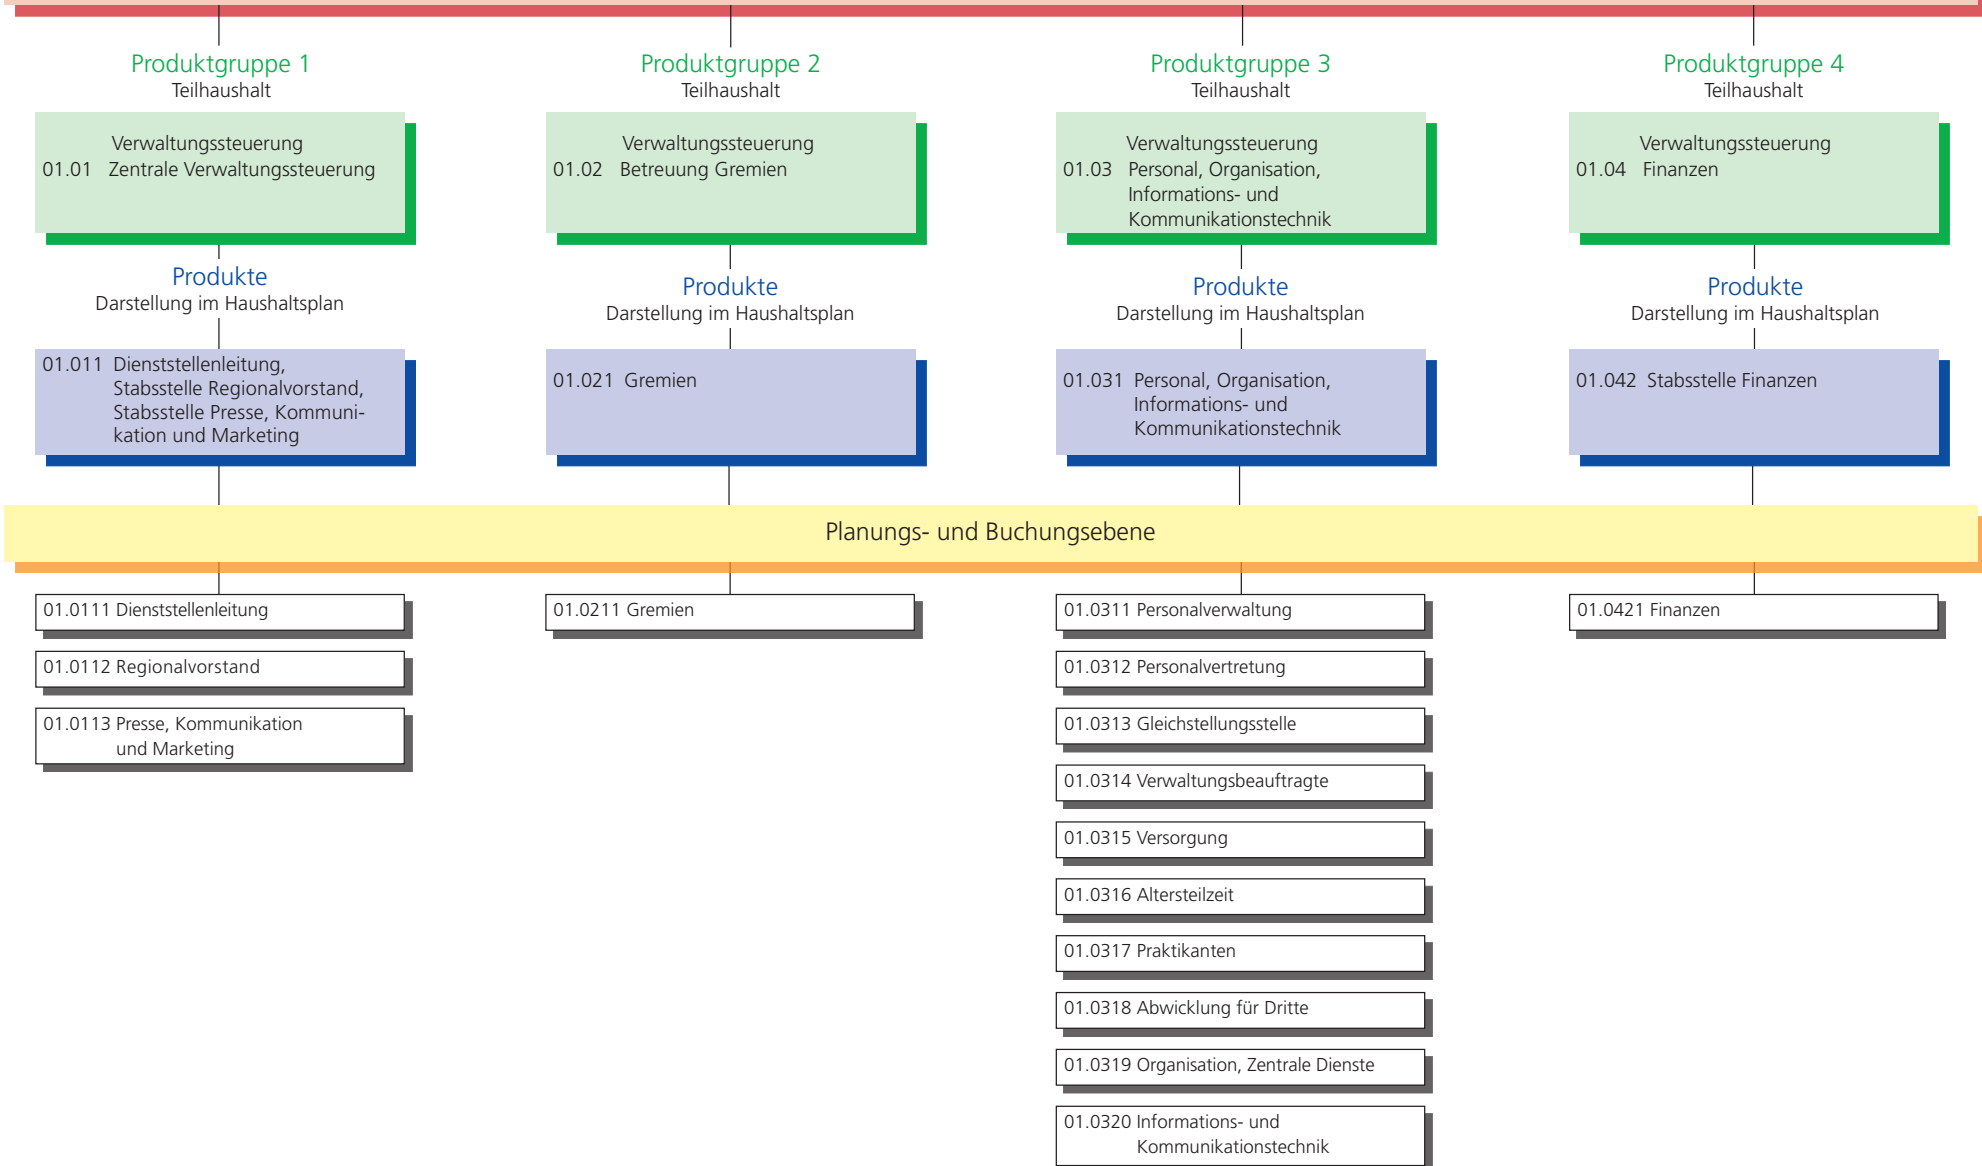 Produktgruppe 1
Teilhaushalt
Verwaltungssteuerung
01.01 Zentrale Verwaltungssteuerung
Produkte
Darstellung im Haushaltsplan
01.011 Dienststellenleitung,
Stabsstelle Regionalvorstand,
Stabsstelle Presse, Kommuni-
kation und Marketing
Produktgruppe 2
Teilhaushalt
Verwaltungssteuerung
01.02 Betreuung Gremien
Produkte
Darstellung im Haushaltsplan
01.021 Gremien
Produktgruppe 3
Teilhaushalt
Verwaltungssteuerung
01.03 Personal, Organisation,
Informations- und
Kommunikationstechnik
Produkte
Darstellung im Haushaltsplan
01.031 Personal, Organisation,
Informations- und
Kommunikationstechnik
Produktgruppe 4
Teilhaushalt
Verwaltungssteuerung
01.04 Finanzen
Produkte
Darstellung im Haushaltsplan
01.042 Stabsstelle Finanzen
Planungs- und Buchungsebene
01.0111 Dienststellenleitung
01.0112 Regionalvorstand
01.0113 Presse, Kommunikation
und Marketing
01.0211 Gremien
01.0311 Personalverwaltung
01.0312 Personalvertretung
01.0313 Gleichstellungsstelle
01.0314 Verwaltungsbeauftragte
01.0315 Versorgung
01.0316 Altersteilzeit
01.0317 Praktikanten
01.0318 Abwicklung für Dritte
01.0319 Organisation, Zentrale Dienste
01.0320 Informations- und
Kommunikationstechnik
01.0421 Finanzen